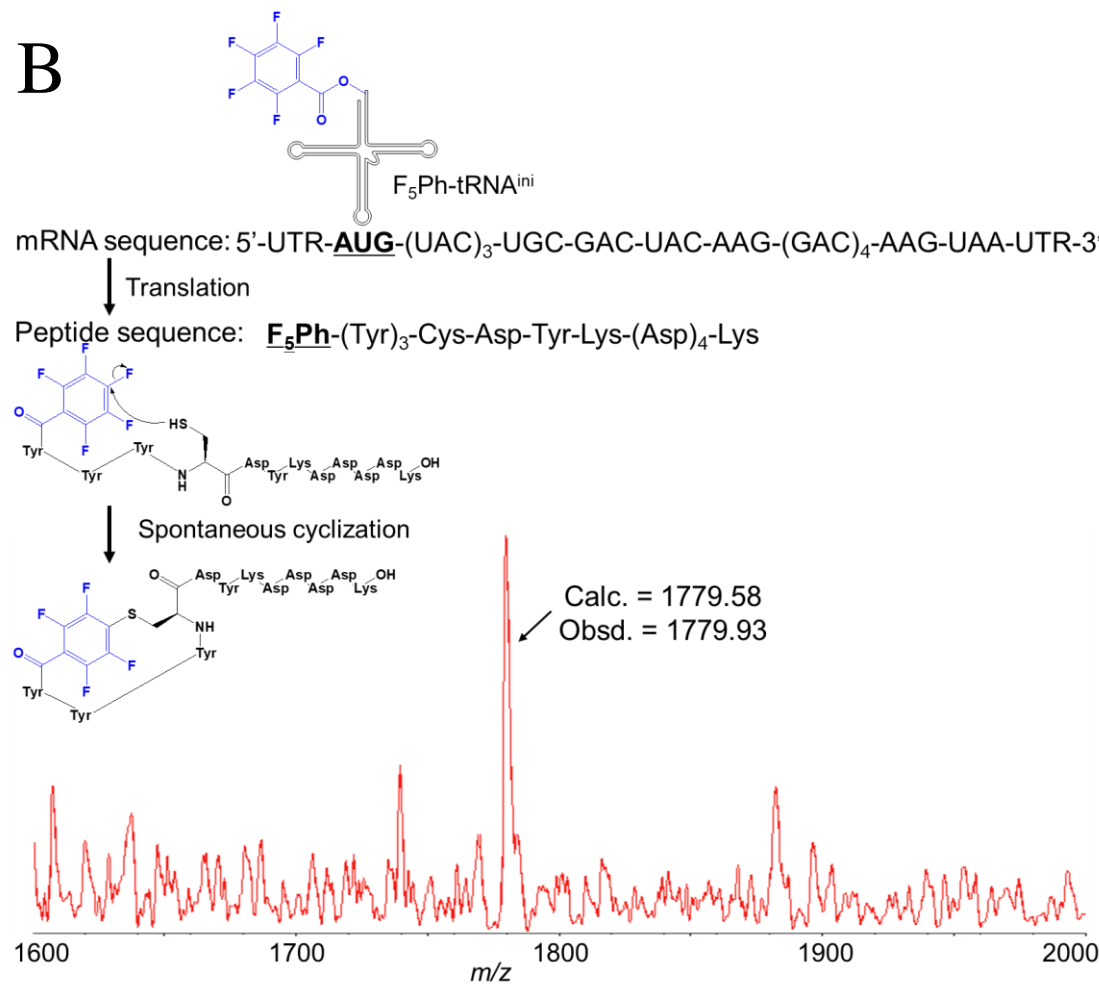 B
F
F
F
F
F
O
O
F₅Ph-tRNAⁱⁿⁱ
mRNA sequence: 5'-UTR-AUG-(UAC)₃-UGC-GAC-UAC-AAG-(GAC)₄-AAG-UAA-UTR-3'
Translation
Peptide sequence: F₅Ph-(Tyr)₃-Cys-Asp-Tyr-Lys-(Asp)₄-Lys
F
F
F
F
F
O
HS
Tyr
Tyr
Tyr
N
H
O
Asp Lys Asp Asp OH
Tyr Asp Asp Lys
Spontaneous cyclization
O
Asp Lys Asp Asp OH
Tyr Asp Asp Lys
F
F
S
NH
F
F
O
Tyr
Tyr
Tyr
Calc. = 1779.58
Obsd. = 1779.93
1600 1700 1800 1900 2000
m/z